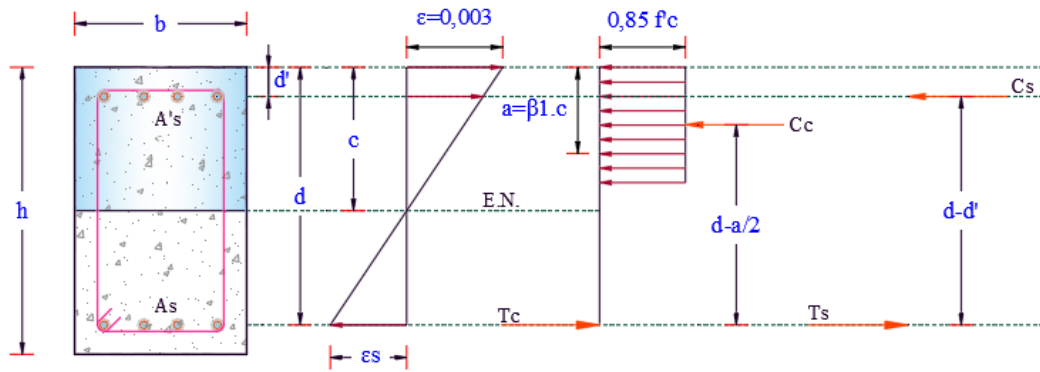 b
ε=0,003
0,85 f'c
d'
A's
a=β1.c
Cs
c
Cc
h
d
E.N.
d-a/2
d-d'
As
Tc
Ts
εs